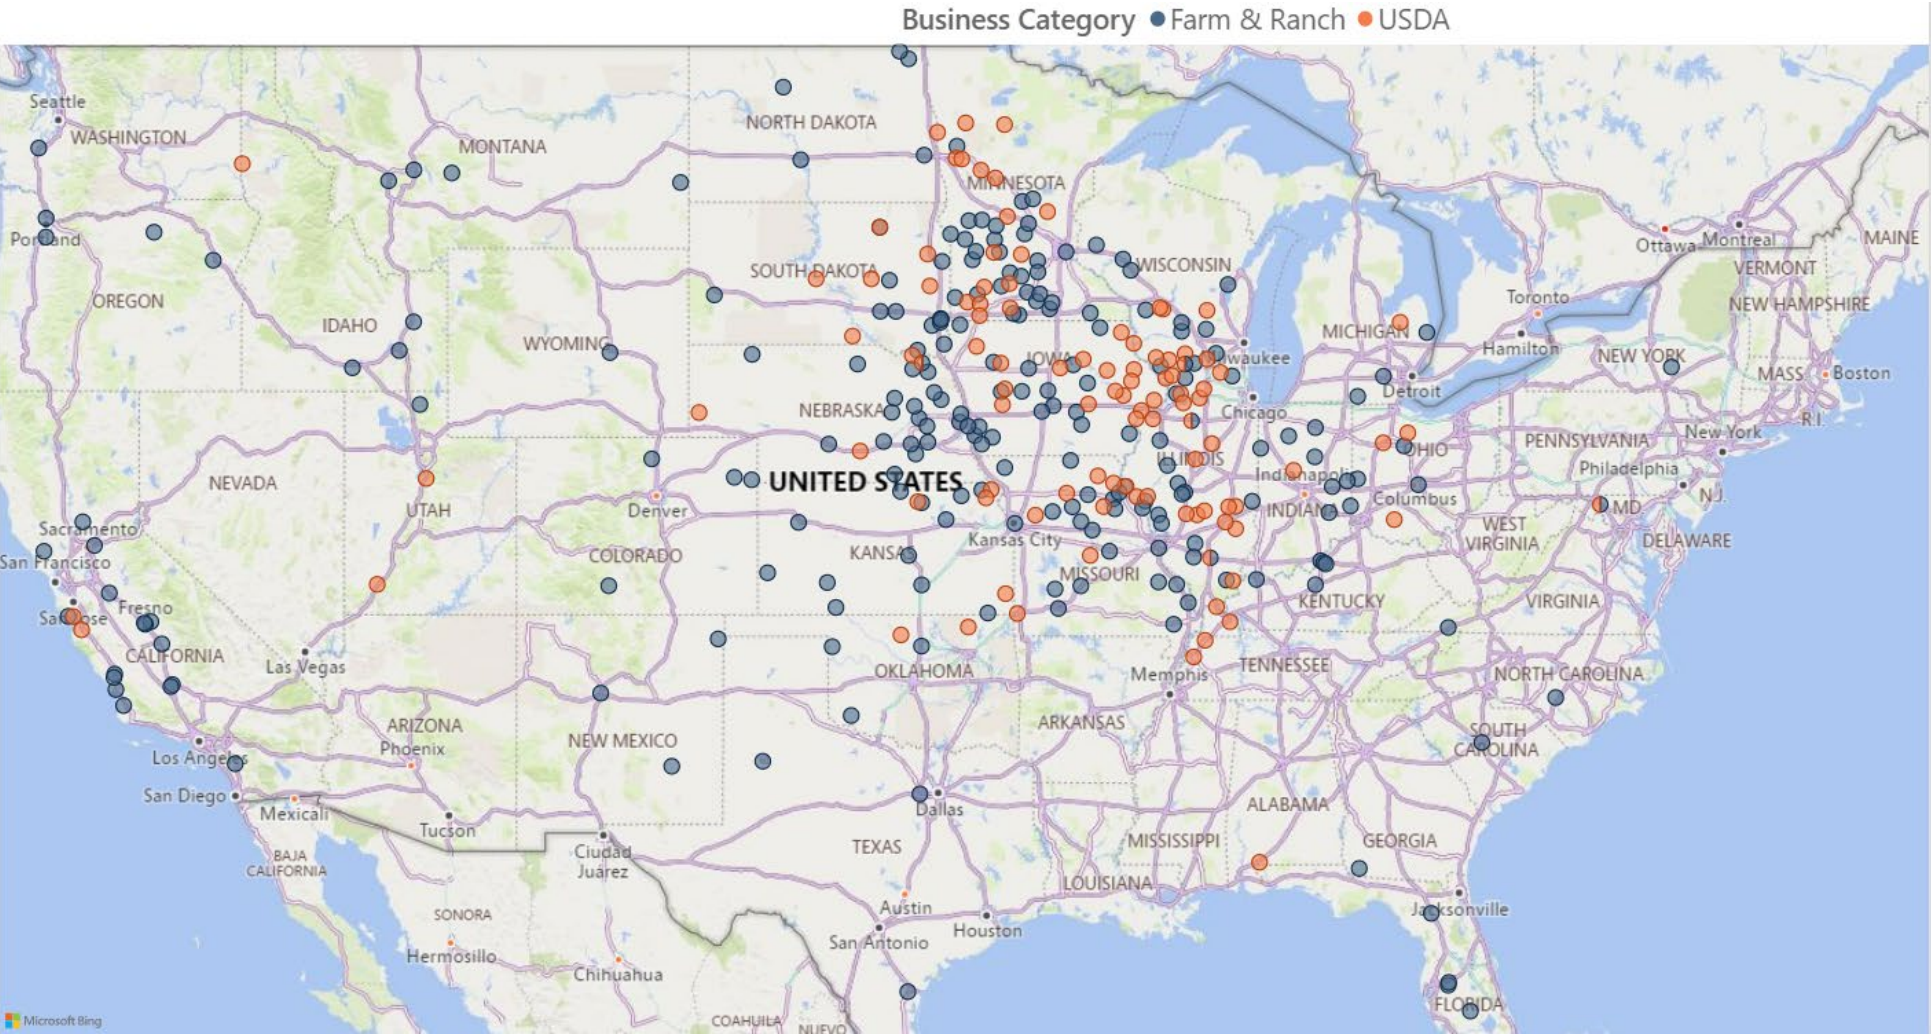 Business Category Farm & Ranch USDA
Seattle
WASHINGTON
MONTANA
NORTH DAKOTA
MINNESOTA
Portland
SOUTH DAKOTA
WISCONSIN
Ottawa
Montreal
MAINE
VERMONT
OREGON
IDAHO
WYOMING
Toronto
NEW HAMPSHIRE
MICHIGAN
Hamilton
IOWA
NEW YORK
MASS
Boston
Detroit
NEBRASKA
Chicago
R.I.
New York
PENNSYLVANIA
OHIO
ILLINOIS
Philadelphia
NEVADA
UNITED STATES
Indianapolis
N.J.
UTAH
Denver
Columbus
INDIANA
MD
Sacramento
WEST
VIRGINIA
DELAWARE
San Francisco
COLORADO
KANSAS
Kansas City
MISSOURI
KENTUCKY
VIRGINIA
Fresno
San Jose
CALIFORNIA
Las Vegas
OKLAHOMA
Memphis
TENNESSEE
NORTH CAROLINA
ARIZONA
Phoenix
NEW MEXICO
ARKANSAS
SOUTH
CAROLINA
Los Angeles
San Diego
Mexicali
Dallas
ALABAMA
Tucson
MISSISSIPPI
GEORGIA
TEXAS
Ciudad
Juárez
BAJA
CALIFORNIA
LOUISIANA
Austin
Jacksonville
SONORA
San Antonio
Houston
Hermosillo
Chihuahua
FLORIDA
Microsoft Bing
COAHUILA
NUEVO